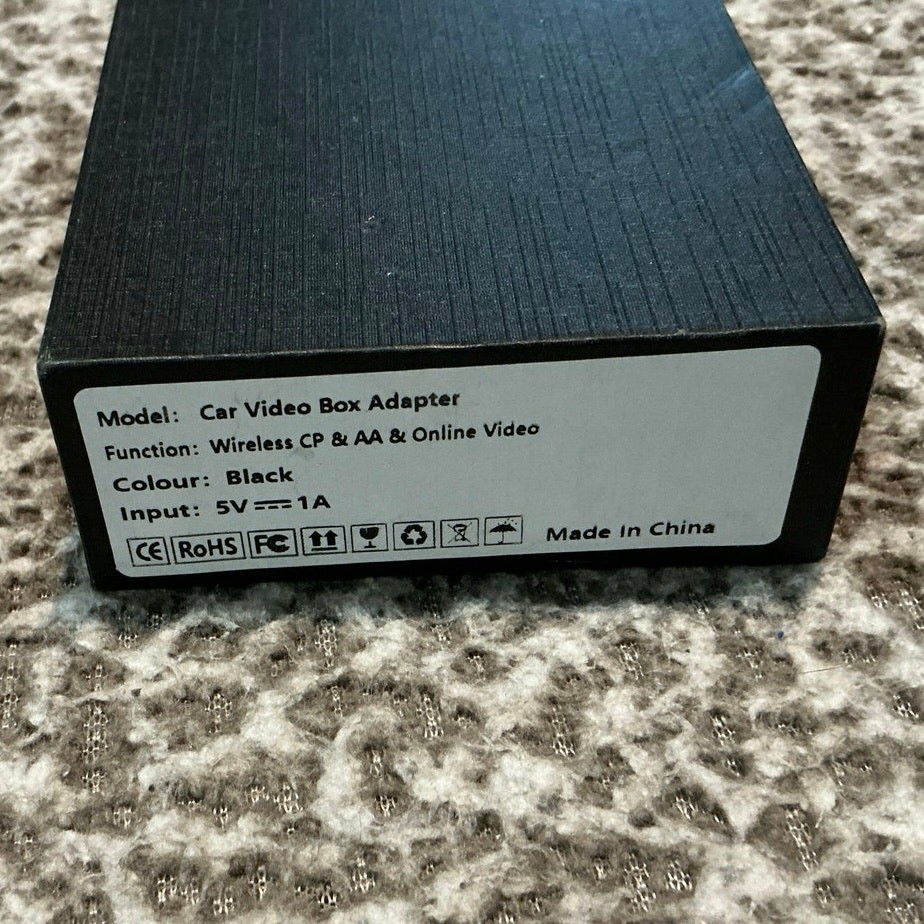 Model: Car Video Box Adapter
Function: Wireless CP & AA & Online Video
Colour: Black
Input: 5V⎓1A
CE RoHS FC Made In China